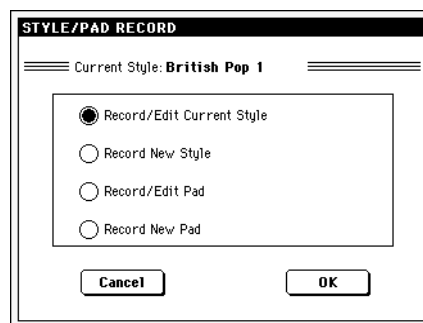 STYLE/PAD RECORD
Current Style: British Pop 1
Record/Edit Current Style
Record New Style
Record/Edit Pad
Record New Pad
Cancel OK